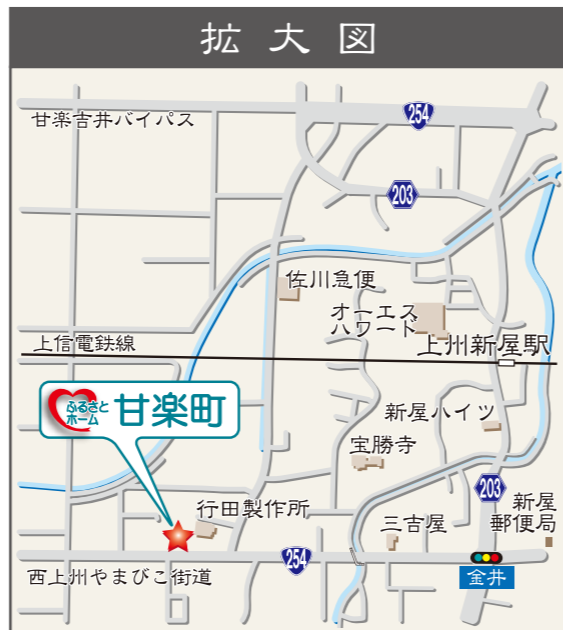 拡大図
254
甘楽吉井バイパス
203
佐川急便
オーエス
ハワード
上信電鉄線
上州新屋駅
ふるさと
ホーム
甘楽町
新屋ハイツ
宝勝寺
203
行田製作所
三吉屋
新屋
郵便局
254
西上州やまびこ街道
金井